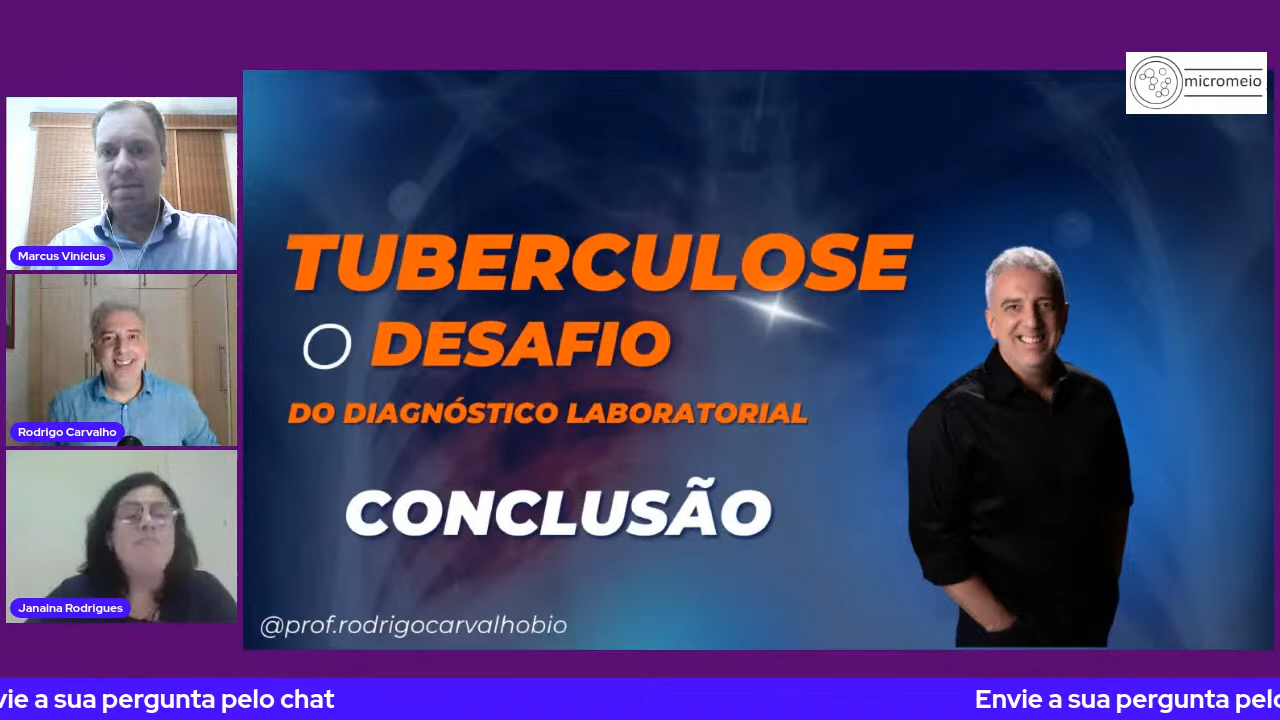 micromeio
Marcus Vinícius
Rodrigo Carvalho
Janaina Rodrigues
TUBERCULOSE
O DESAFIO
DO DIAGNÓSTICO LABORATORIAL
CONCLUSÃO
@prof.rodrigocarvalhobio
vie a sua pergunta pelo chat
Envie a sua pergunta pelo